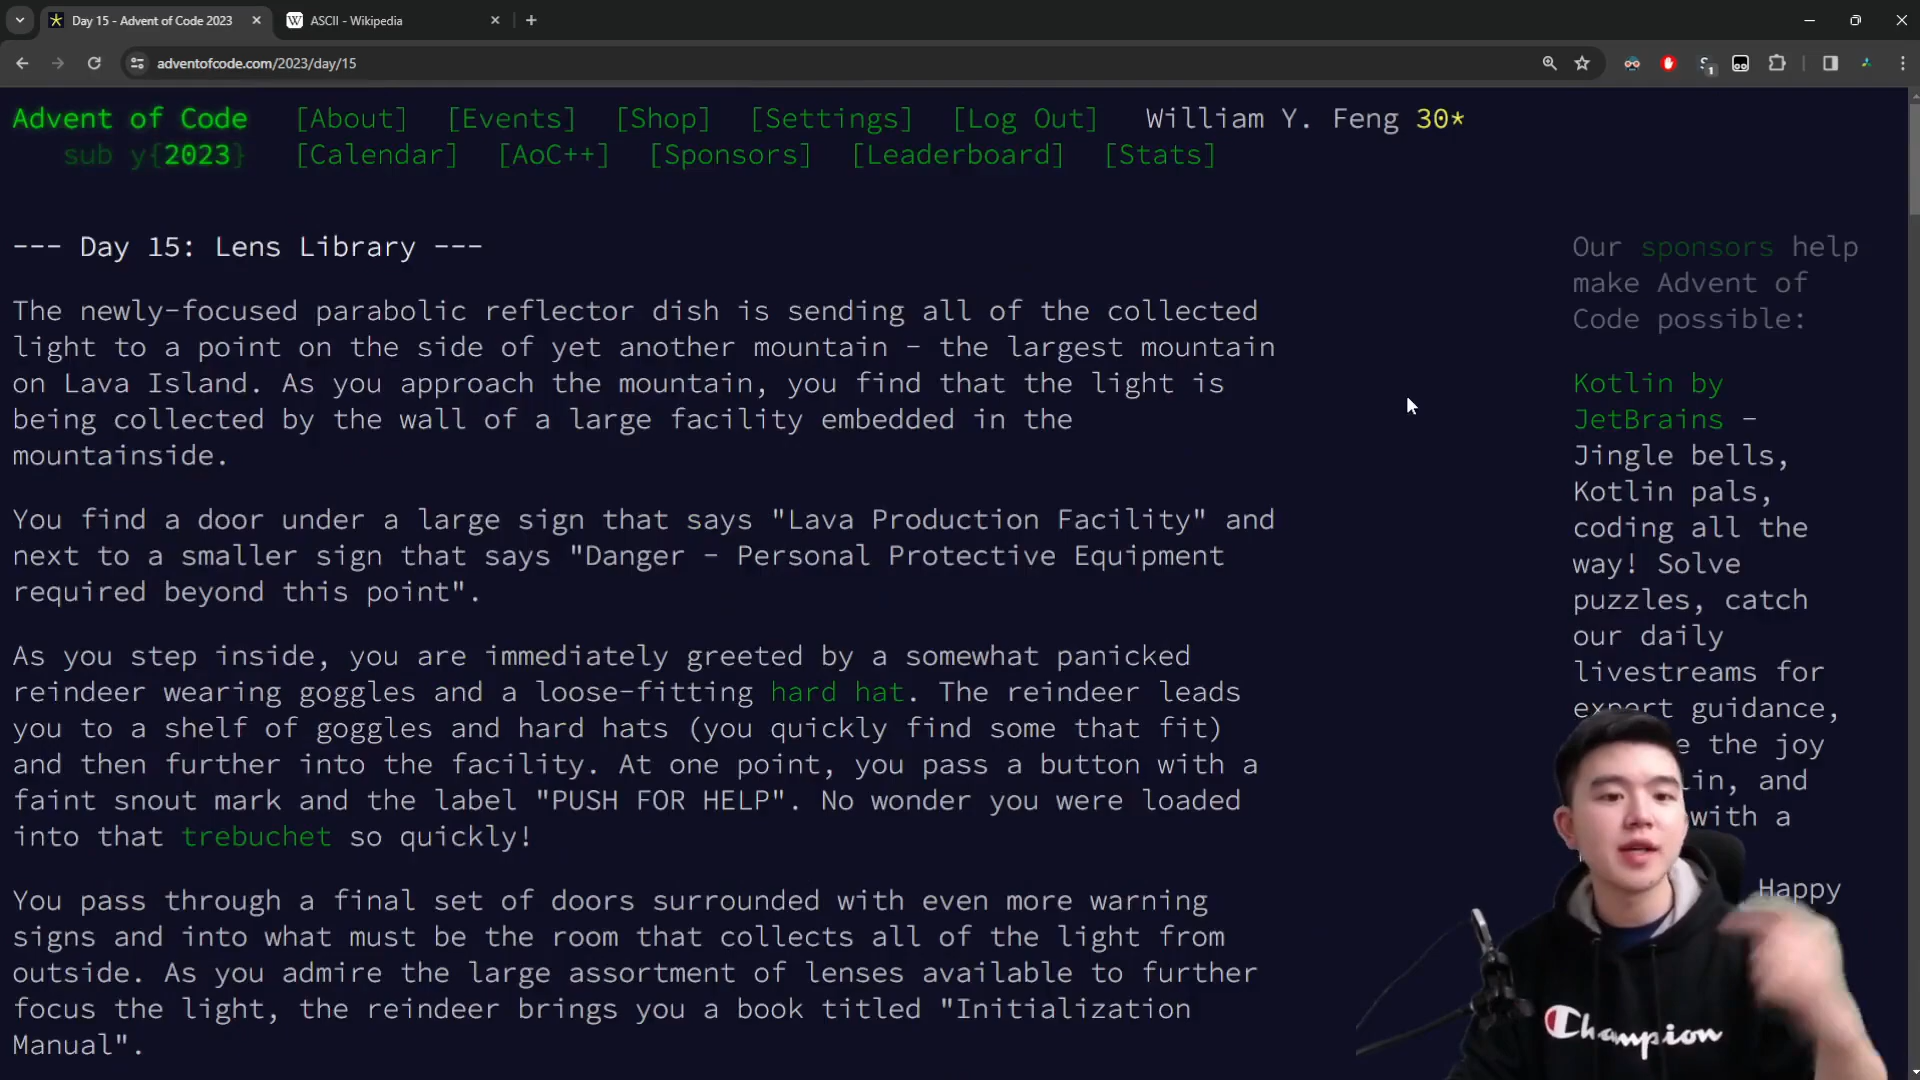 Day 15 - Advent of Code 2023
W ASCII - Wikipedia
adventofcode.com/2023/day/15
Advent of Code [About] [Events] [Shop] [Settings] [Log Out] William Y. Feng 30*
sub y{2023} [Calendar] [AoC++] [Sponsors] [Leaderboard] [Stats]
--- Day 15: Lens Library ---
The newly-focused parabolic reflector dish is sending all of the collected
light to a point on the side of yet another mountain - the largest mountain
on Lava Island. As you approach the mountain, you find that the light is
being collected by the wall of a large facility embedded in the
mountainside.
You find a door under a large sign that says "Lava Production Facility" and
next to a smaller sign that says "Danger - Personal Protective Equipment
required beyond this point".
As you step inside, you are immediately greeted by a somewhat panicked
reindeer wearing goggles and a loose-fitting hard hat. The reindeer leads
you to a shelf of goggles and hard hats (you quickly find some that fit)
and then further into the facility. At one point, you pass a button with a
faint snout mark and the label "PUSH FOR HELP". No wonder you were loaded
into that trebuchet so quickly!
You pass through a final set of doors surrounded with even more warning
signs and into what must be the room that collects all of the light from
outside. As you admire the large assortment of lenses available to further
focus the light, the reindeer brings you a book titled "Initialization
Manual".
Our sponsors help
make Advent of
Code possible:
Kotlin by
JetBrains -
Jingle bells,
Kotlin pals,
coding all the
way! Solve
puzzles, catch
our daily
livestreams for
expert guidance,
the joy
and
with a
Happy
Champion